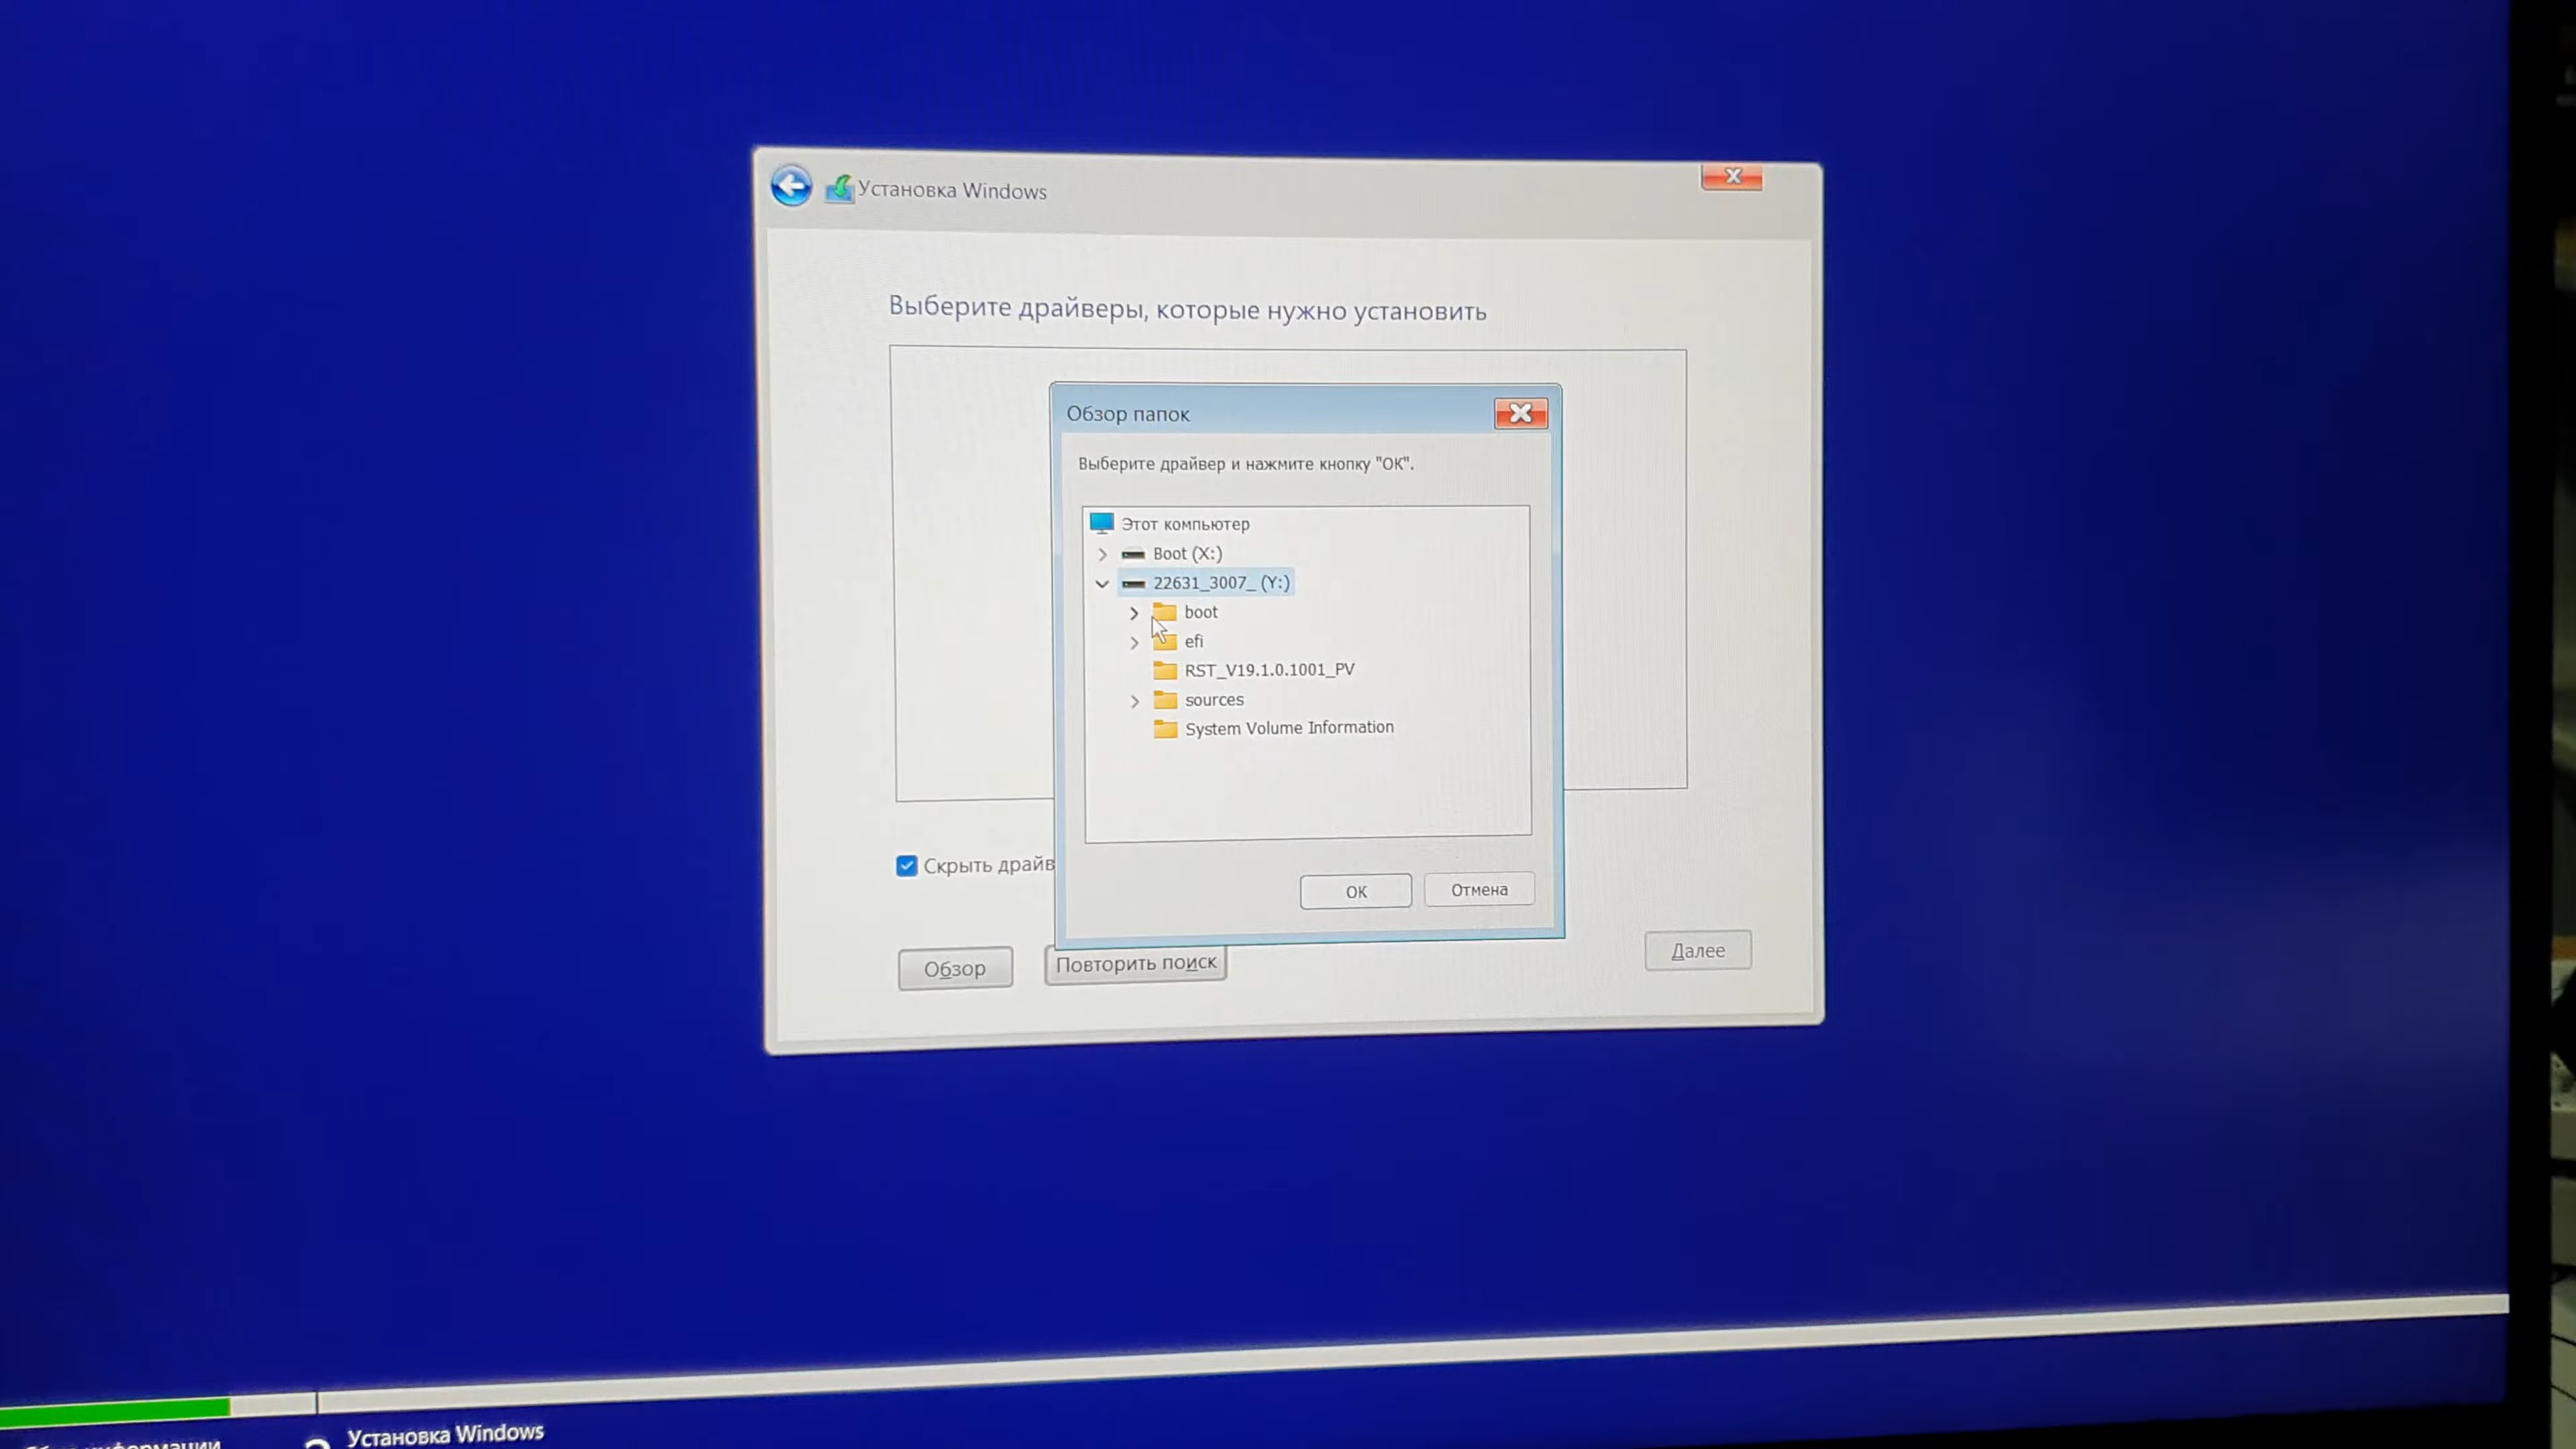 Установка Windows
Выберите драйверы, которые нужно установить
Обзор папок
Выберите драйвер и нажмите кнопку "ОК".
Этот компьютер
Boot (X:)
22631_3007_ (Y:)
boot
efi
RST_V19.1.0.1001_PV
sources
System Volume Information
ОК
Отмена
Скрыть драйв
Обзор
Повторить поиск
Далее
Установка Windows